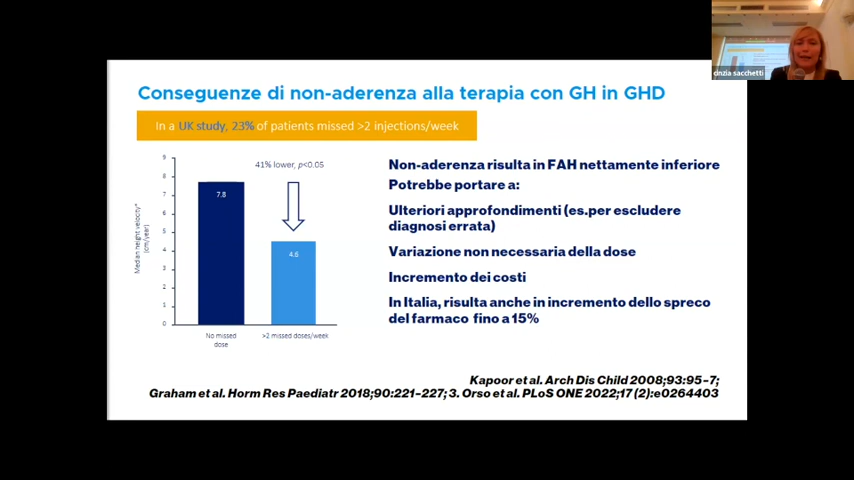 cinzia sacchetti
Conseguenze di non-aderenza alla terapia con GH in GHD
In a UK study, 23% of patients missed >2 injections/week
41% lower, p<0.05
Median height velocity*
(cm/year)
9
8
7
6
5
4
3
2
1
0
7.8
4.6
No missed
dose
>2 missed doses/week
Non-aderenza risulta in FAH nettamente inferiore
Potrebbe portare a:
Ulteriori approfondimenti (es.per escludere
diagnosi errata)
Variazione non necessaria della dose
Incremento dei costi
In Italia, risulta anche in incremento dello spreco
del farmaco fino a 15%
Kapoor et al. Arch Dis Child 2008;93:95-7;
Graham et al. Horm Res Paediatr 2018;90:221-227; 3. Orso et al. PLoS ONE 2022;17 (2):e0264403